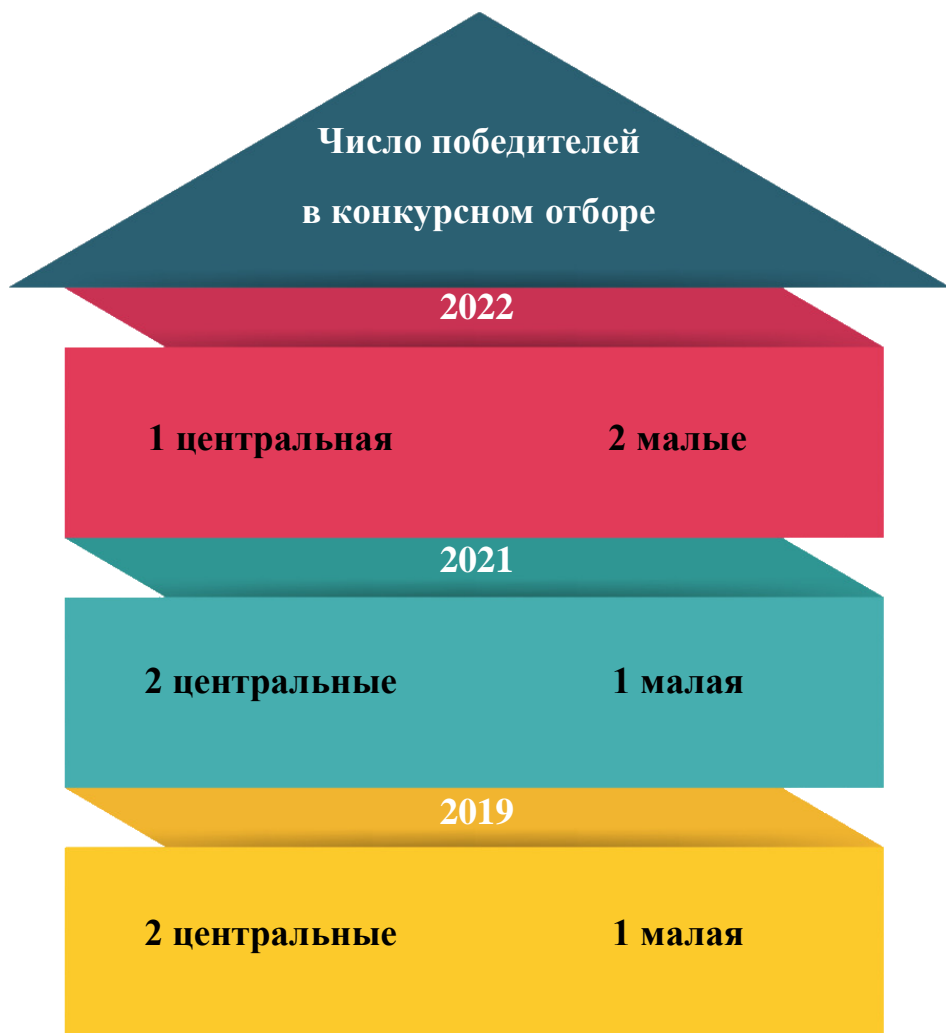 Число победителей
в конкурсном отборе
2022
1 центральная 2 малые
2021
2 центральные 1 малая
2019
2 центральные 1 малая